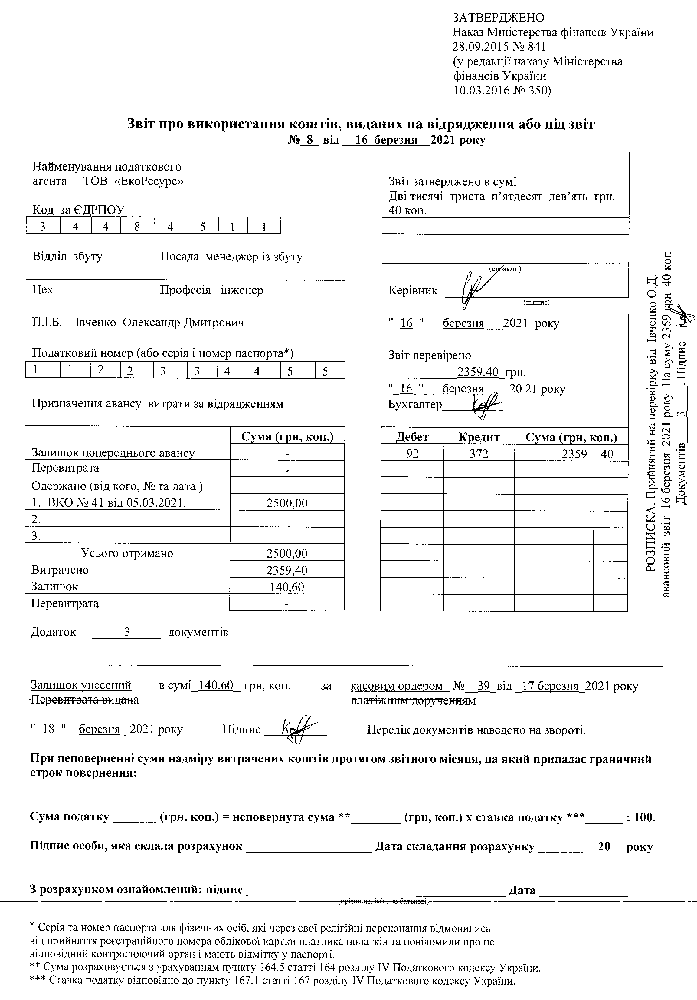 ЗАТВЕРДЖЕНО
Наказ Міністерства фінансів України
28.09.2015 № 841
(у редакції наказу Міністерства
фінансів України
10.03.2016 № 350)
Звіт про використання коштів, виданих на відрядження або під звіт
№ 8 від 16 березня 2021 року
Найменування податкового
агента ТОВ «ЕкоРесурс»
Код за ЄДРПОУ
3 4 4 8 4 5 1 1
Відділ збуту Посада менеджер із збуту
Цех Професія інженер
П.І.Б. Івченко Олександр Дмитрович
Податковий номер (або серія і номер паспорта*)
1 1 2 2 3 3 4 4 5 5
Призначення авансу витрати за відрядженням
Звіт затверджено в сумі
Дві тисячі триста п’ятдесят дев’ять грн.
40 коп.
(словами)
Керівник
(підпис)
" 16 " березня 2021 року
Звіт перевірено
2359,40 грн.
" 16 " березня 20 21 року
Бухгалтер
Сума (грн, коп.)
Залишок попереднього авансу -
Перевитрата -
Одержано (від кого, № та дата )
1. ВКО № 41 від 05.03.2021. 2500,00
2.
3.
Усього отримано 2500,00
Витрачено 2359,40
Залишок 140,60
Перевитрата -
Дебет Кредит Сума (грн, коп.)
92 372 2359 40
РОЗПИСКА. Прийнятий на перевірку від Івченко О.Д.
авансовий звіт 16 березня 2021 року На суму 2359 грн 40 коп.
Документів 3 . Підпис
Додаток 3 документів
Залишок унесений в сумі 140,60 грн, коп. за касовим ордером № 39 від 17 березня 2021 року
Перевитрата видана платіжним дорученням
" 18 " березня 2021 року Підпис Перелік документів наведено на звороті.
При неповерненні суми надміру витрачених коштів протягом звітного місяця, на який припадає граничний
строк повернення:
Сума податку (грн, коп.) = неповернута сума ** (грн, коп.) х ставка податку *** : 100.
Підпис особи, яка склала розрахунок Дата складання розрахунку 20 року
З розрахунком ознайомлений: підпис Дата
(прізвище, ім'я, по батькові)
* Серія та номер паспорта для фізичних осіб, які через свої релігійні переконання відмовились
від прийняття реєстраційного номера облікової картки платника податків та повідомили про це
відповідний контролюючий орган і мають відмітку у паспорті.
** Сума розраховується з урахуванням пункту 164.5 статті 164 розділу IV Податкового кодексу України.
*** Ставка податку відповідно до пункту 167.1 статті 167 розділу IV Податкового кодексу України.